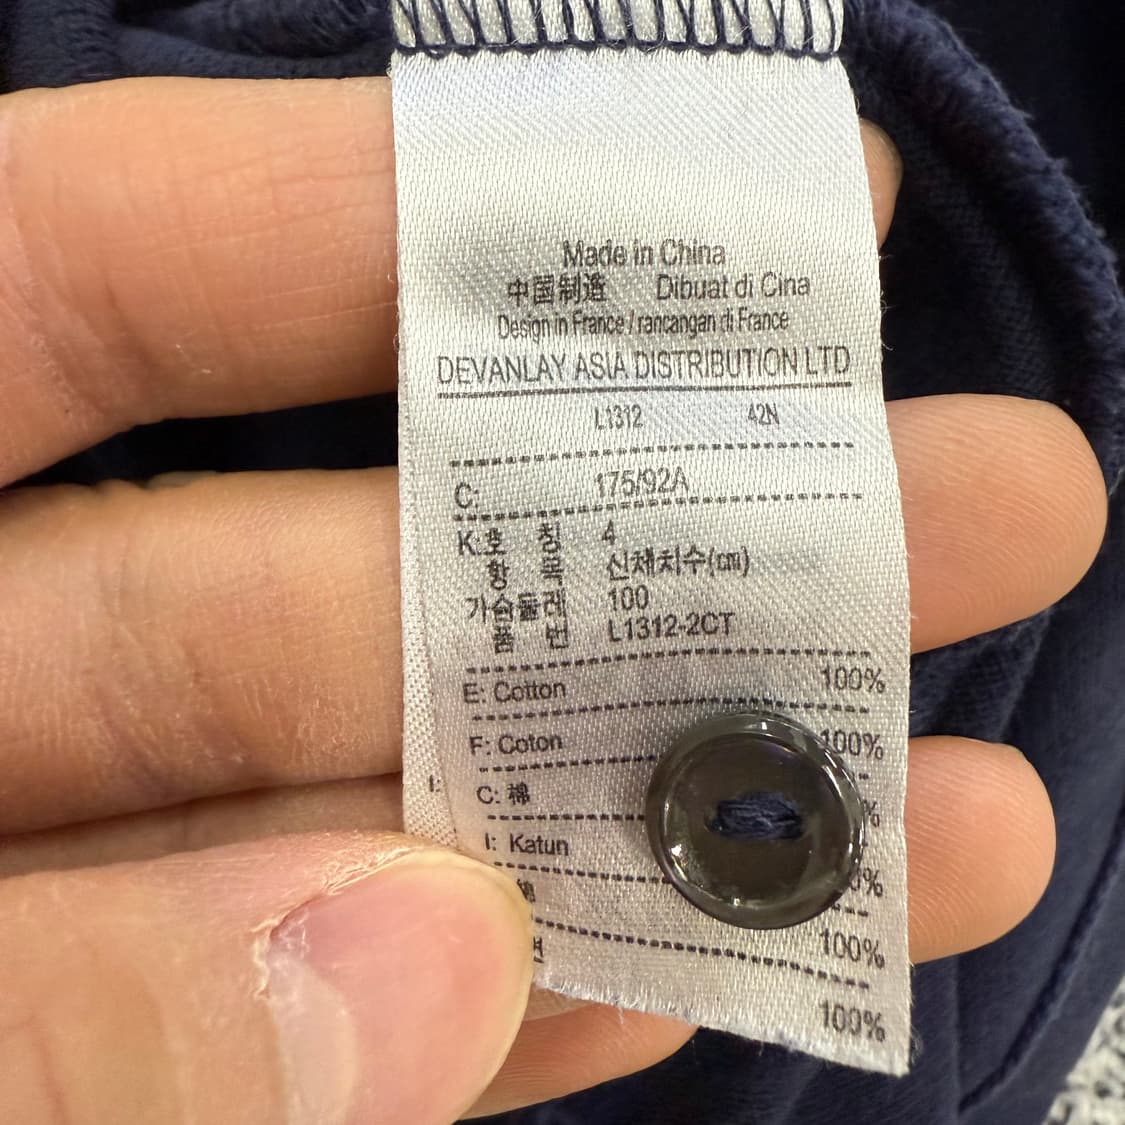 Made in China
中国制造 Dibuat di Cina
Design in France / rancangan di France
DEVANLAY ASIA DISTRIBUTION LTD
L1312 42N
C: 175/92A
K: 호 칭 4
항 목 신체치수(cm)
가슴둘레 100
품 번 L1312-2CT
E: Cotton 100%
F: Coton 100%
I:
C: 棉 %
I: Katun %
綿 100%
면 100%